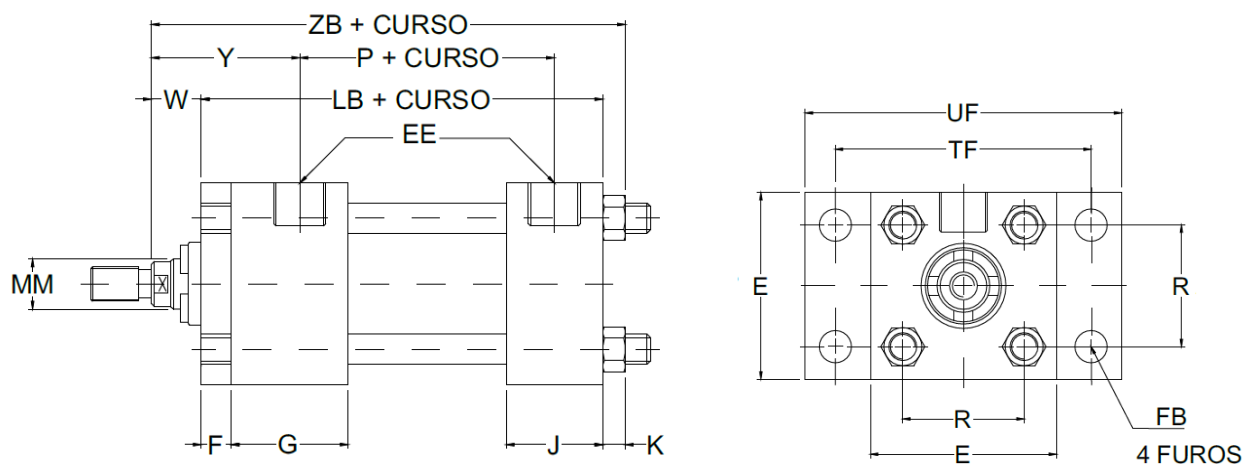 ZB + CURSO
Y
P + CURSO
W
LB + CURSO
EE
MM
F
G
J
K
UF
TF
E
R
R
E
FB
4 FUROS